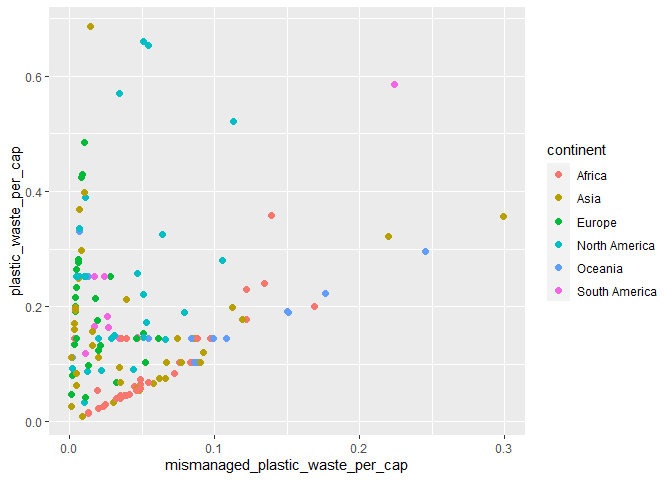 plastic_waste_per_cap
0.6
0.4
0.2
0.0
0.0
0.1
0.2
0.3
mismanaged_plastic_waste_per_cap
continent
Africa
Asia
Europe
North America
Oceania
South America